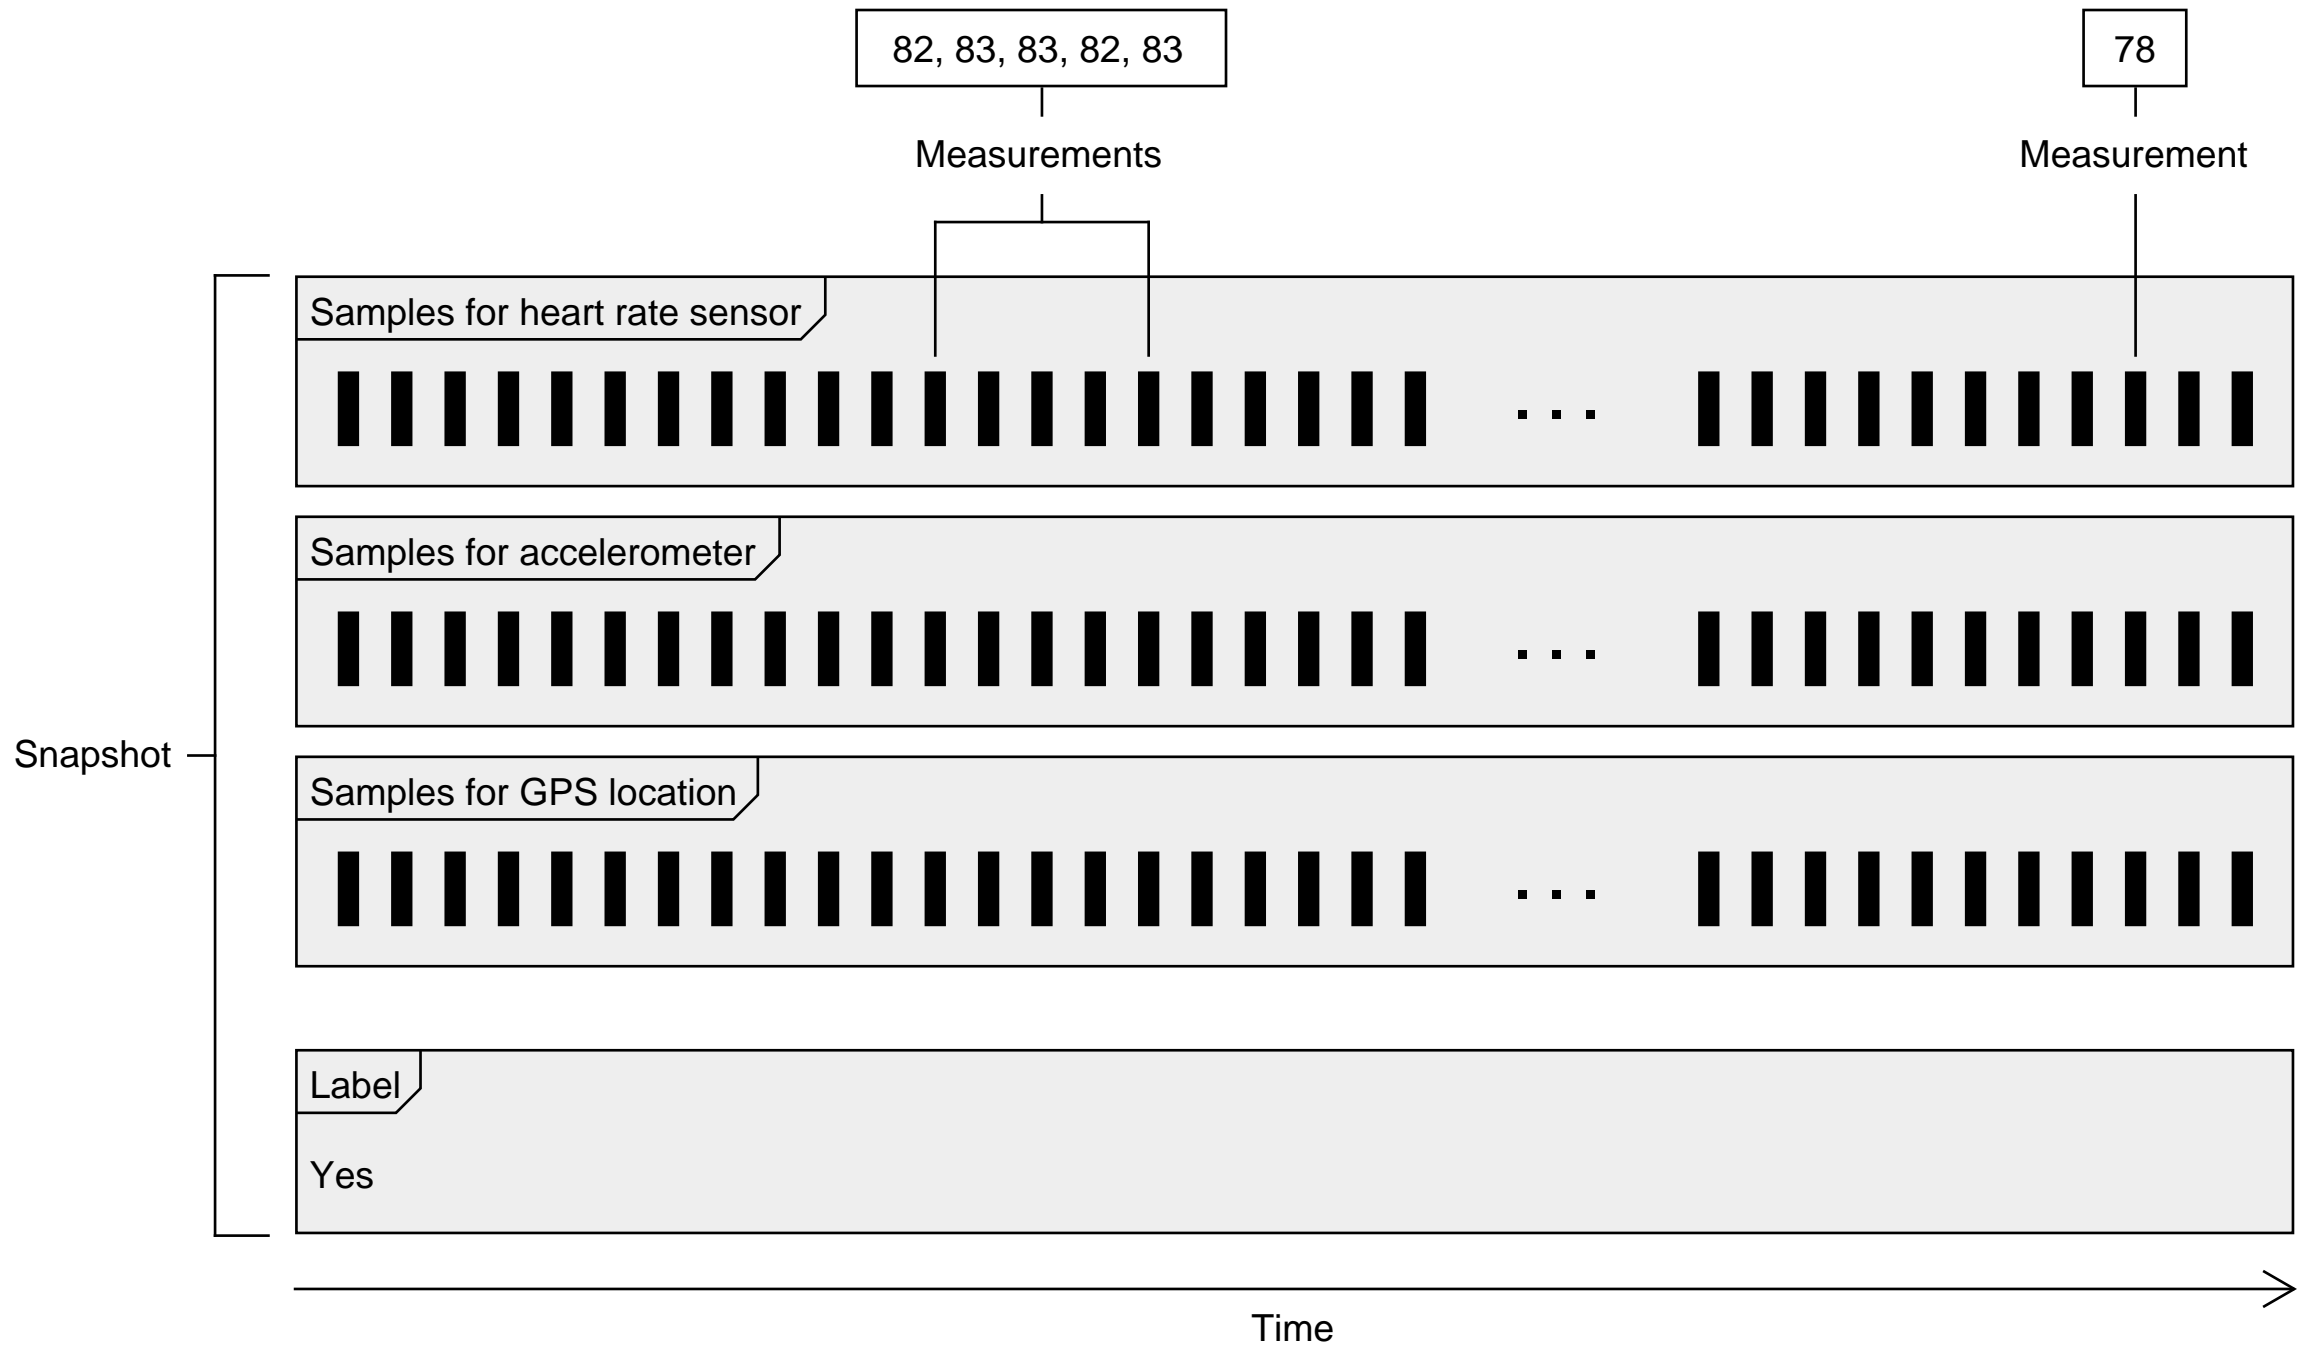 82, 83, 83, 82, 83
78
Measurements
Measurement
Samples for heart rate sensor
. . .
Samples for accelerometer
. . .
Snapshot
Samples for GPS location
. . .
Label
Yes
Time